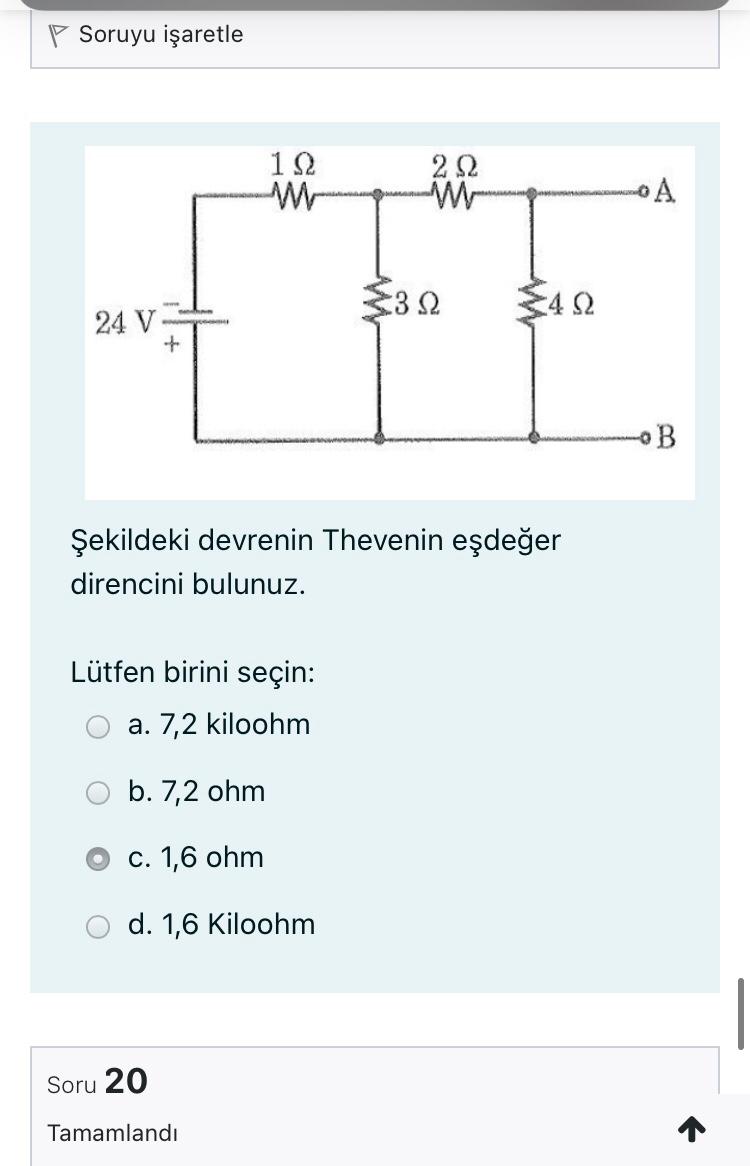 Soruyu işaretle
1 Ω 2 Ω
A
24 V
−
+
3 Ω 4 Ω
B
Şekildeki devrenin Thevenin eşdeğer
direncini bulunuz.
Lütfen birini seçin:
a. 7,2 kiloohm
b. 7,2 ohm
c. 1,6 ohm
d. 1,6 Kiloohm
Soru 20
Tamamlandı